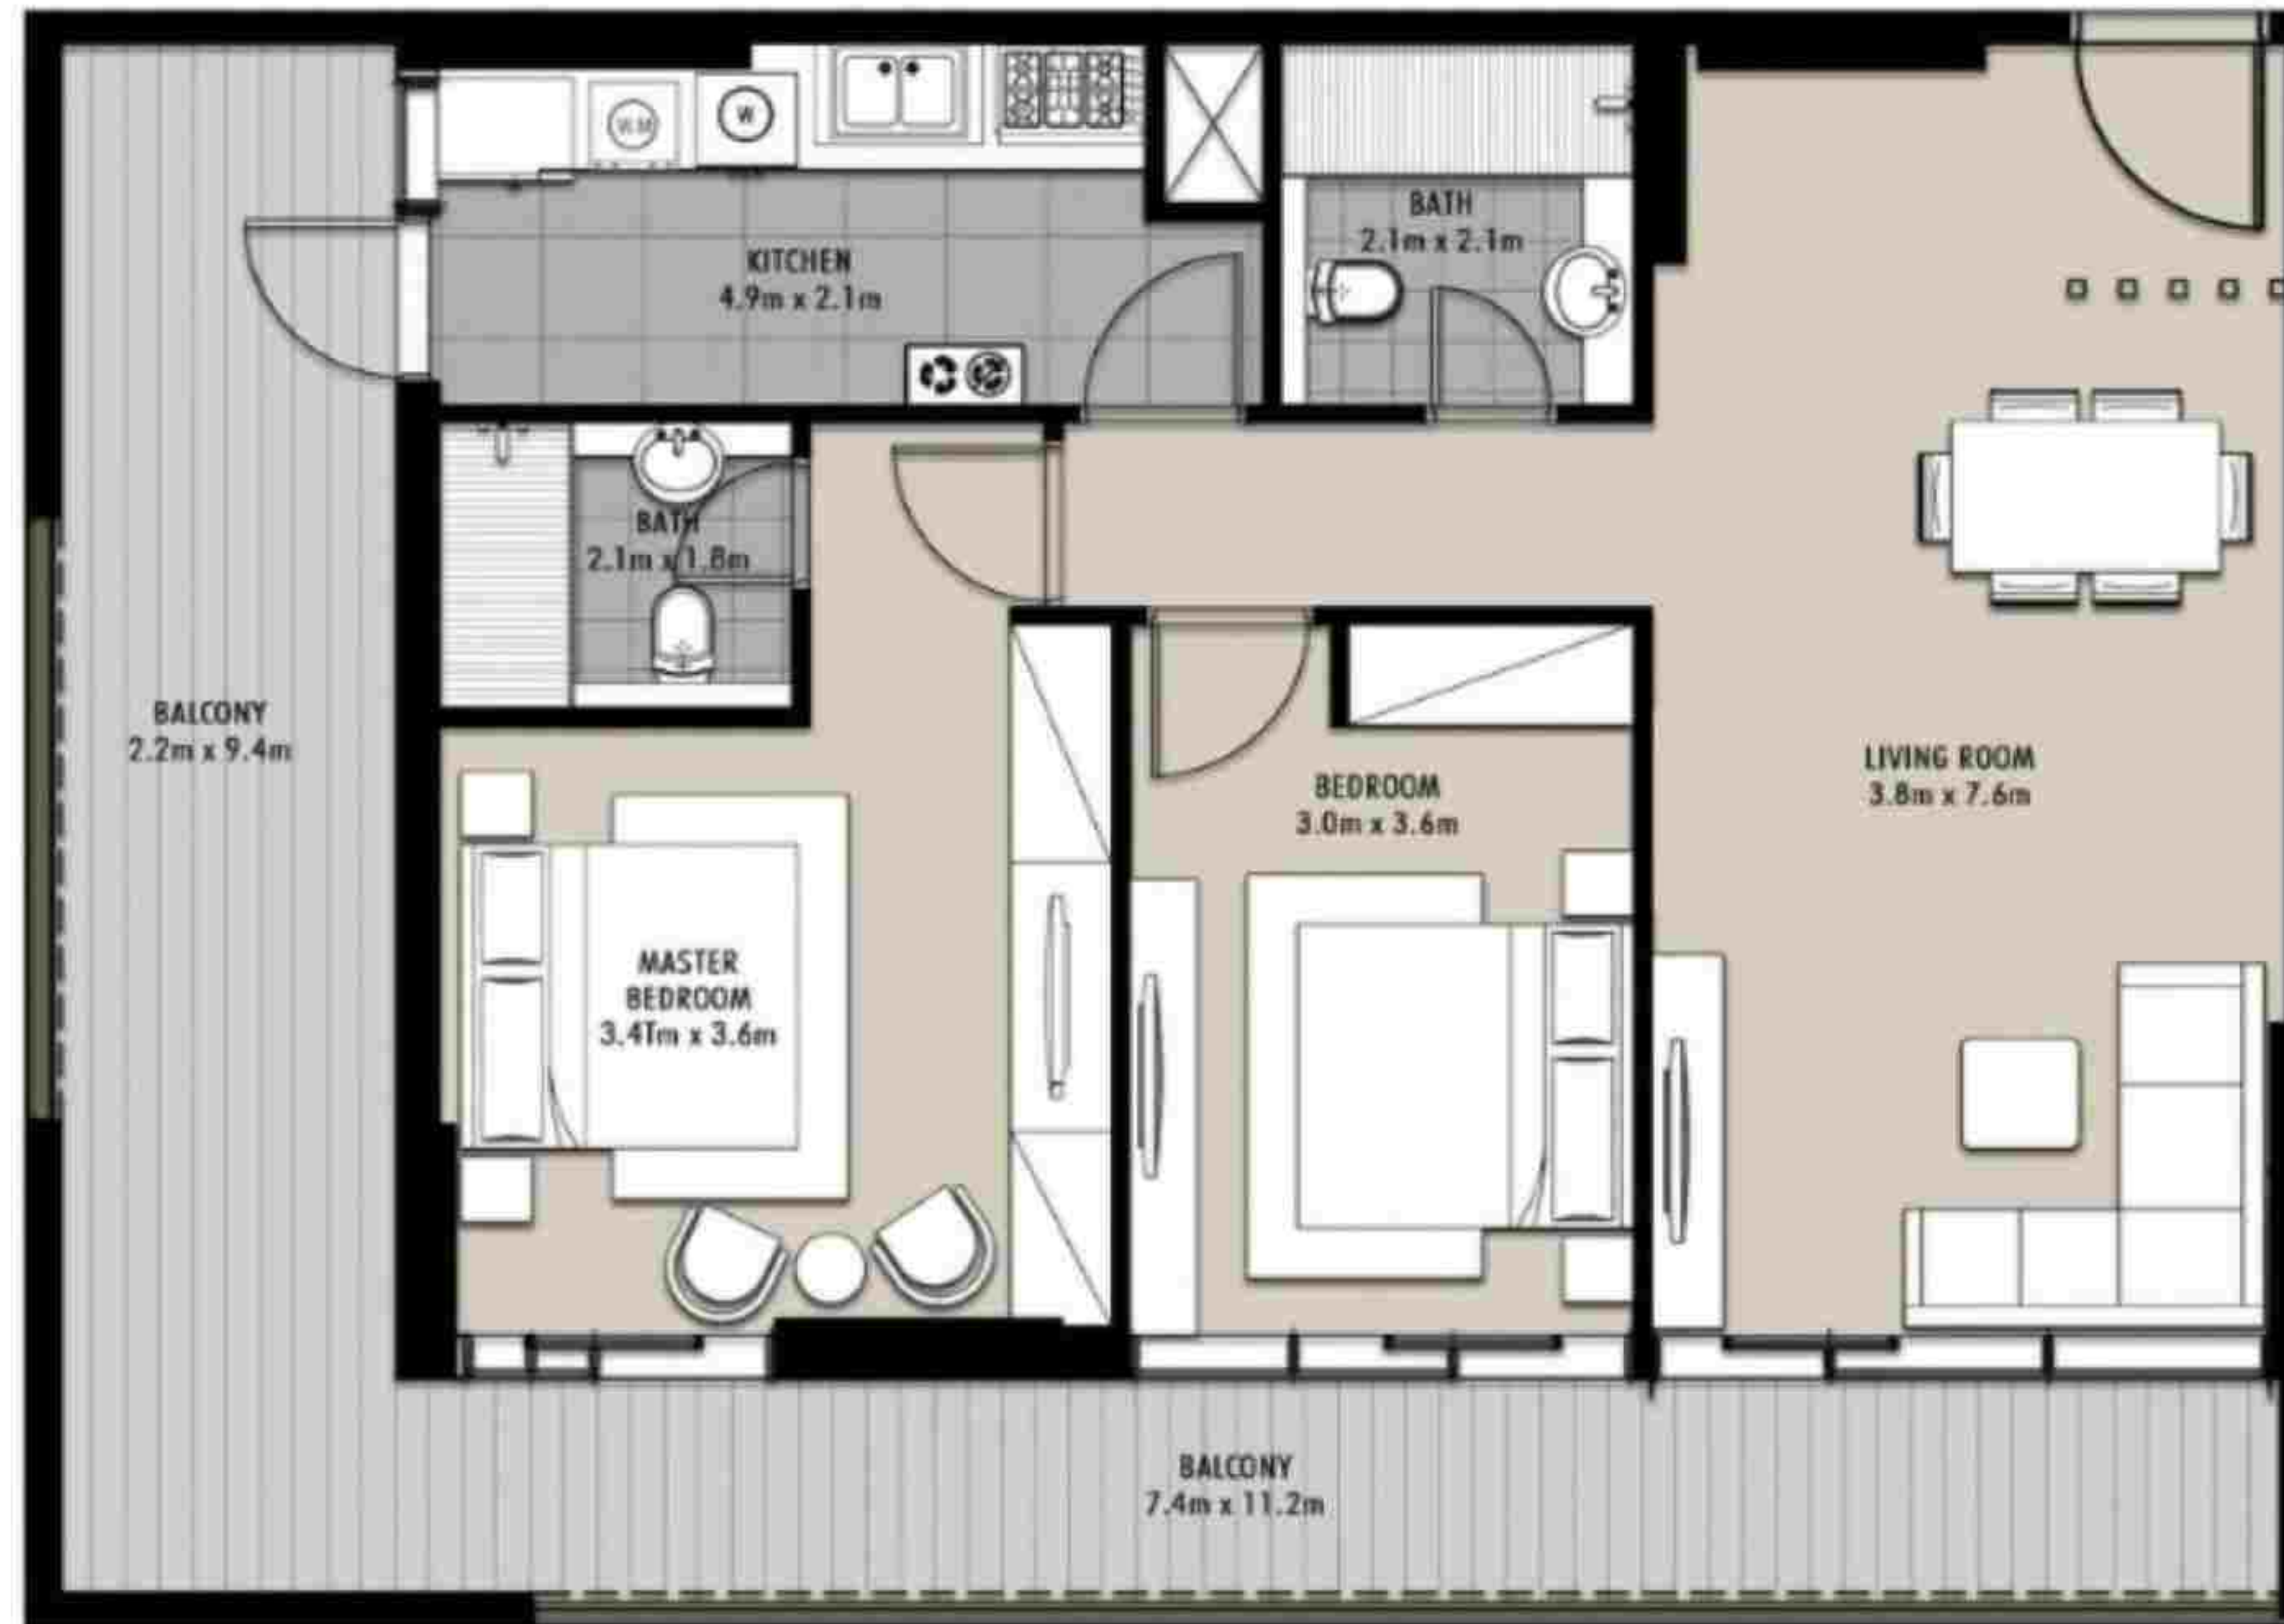 W.M
W
KITCHEN
4.9m x 2.1m
BATH
2.1m x 2.1m
BATH
2.1m x 1.8m
BALCONY
2.2m x 9.4m
LIVING ROOM
3.8m x 7.6m
BEDROOM
3.0m x 3.6m
MASTER
BEDROOM
3.4Tm x 3.6m
BALCONY
7.4m x 11.2m